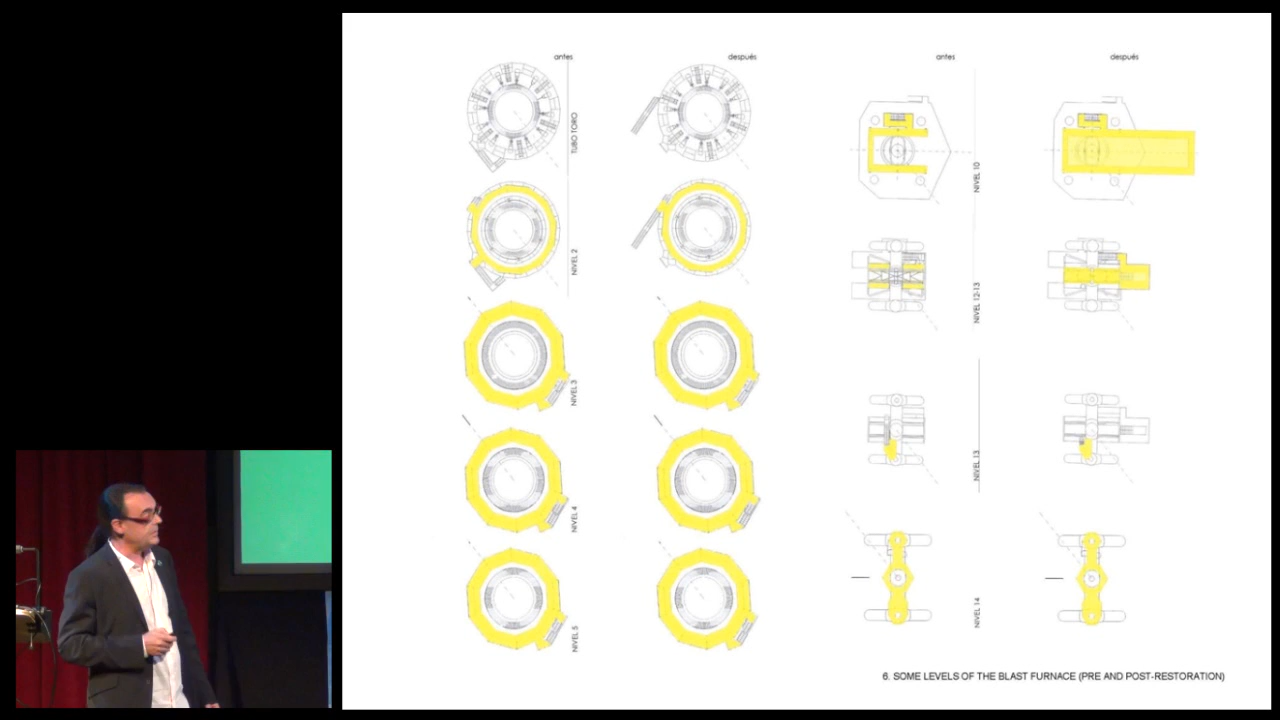 antes
después
antes
después
TUBO TORO
NIVEL 2
NIVEL 3
NIVEL 4
NIVEL 5
NIVEL 10
NIVEL 12-13
NIVEL 13
NIVEL 14
6. SOME LEVELS OF THE BLAST FURNACE (PRE AND POST-RESTORATION)